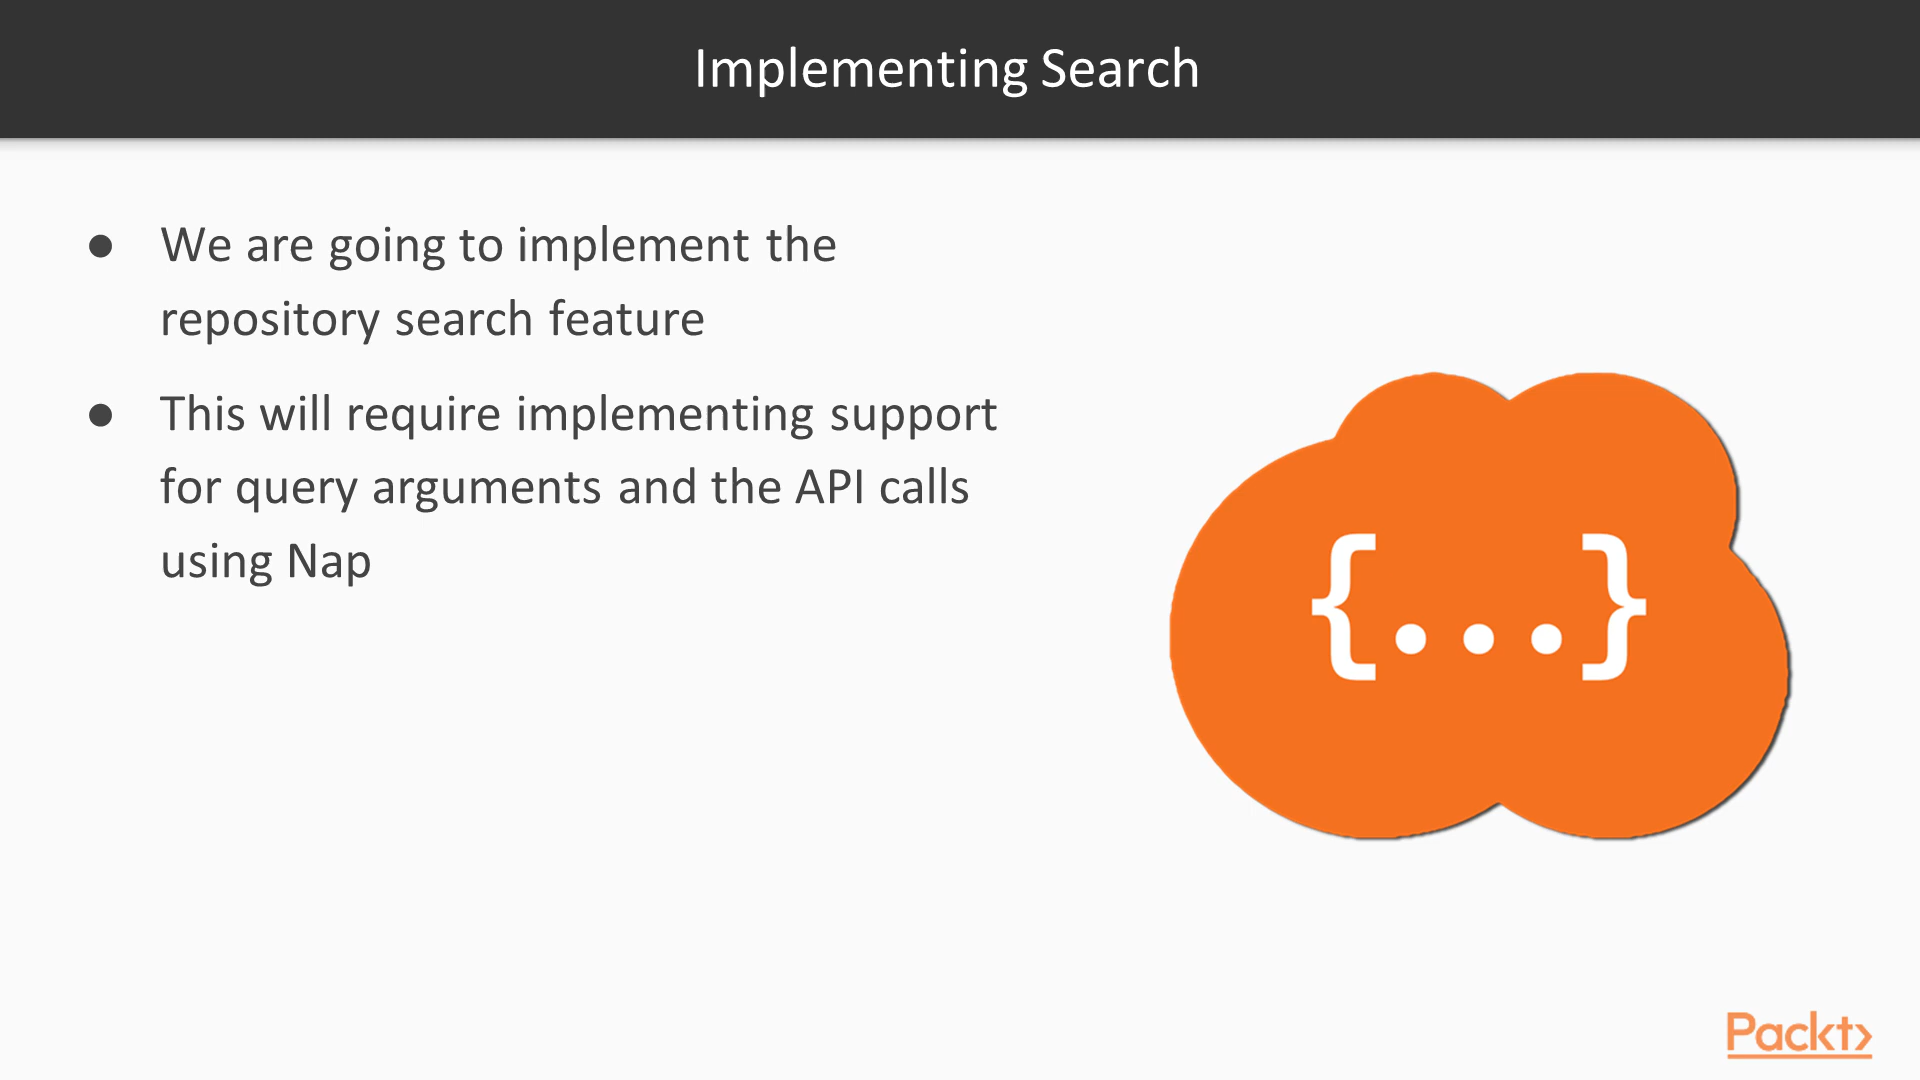 Implementing Search
● We are going to implement the
repository search feature
● This will require implementing support
for query arguments and the API calls
using Nap
{...}
Packt>